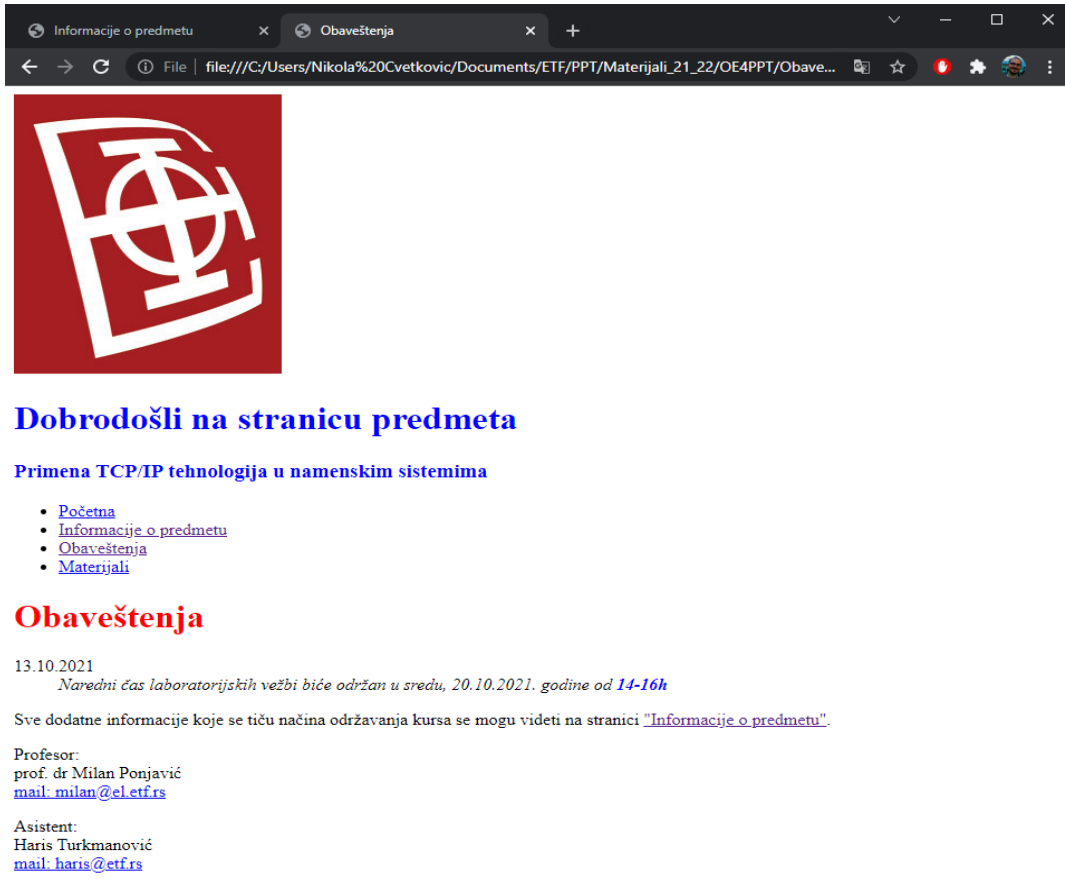 Informacije o predmetu
Obaveštenja
File
file:///C:/Users/Nikola%20Cvetkovic/Documents/ETF/PPT/Materijali_21_22/OE4PPT/Obave...
Dobrodošli na stranicu predmeta
Primena TCP/IP tehnologija u namenskim sistemima
Početna
Informacije o predmetu
Obaveštenja
Materijali
Obaveštenja
13.10.2021
Naredni čas laboratorijskih vežbi biće održan u sredu, 20.10.2021. godine od 14-16h
Sve dodatne informacije koje se tiču načina održavanja kursa se mogu videti na stranici "Informacije o predmetu".
Profesor:
prof. dr Milan Ponjavić
mail: milan@el.etf.rs
Asistent:
Haris Turkmanović
mail: haris@etf.rs